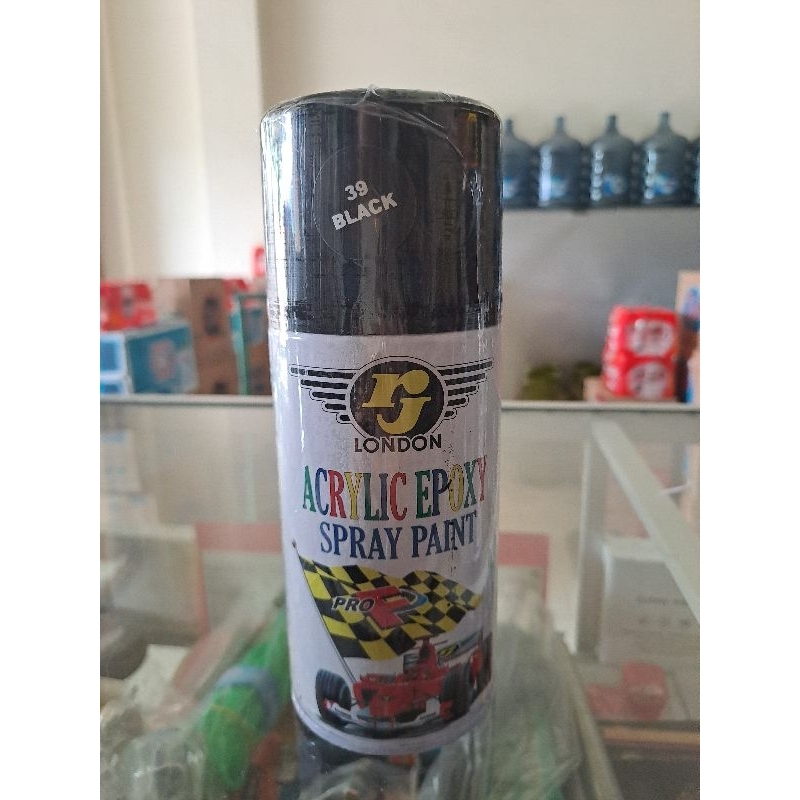 39
BLACK
rj
LONDON
ACRYLIC EPOXY
SPRAY PAINT
PRO